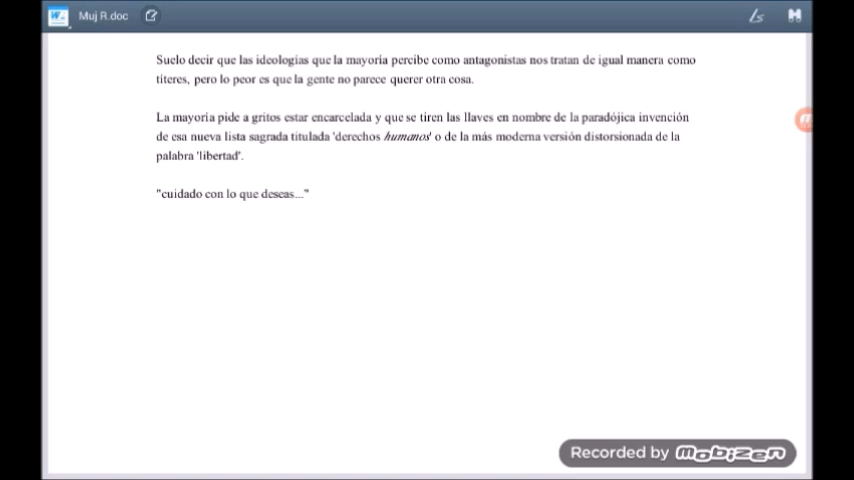 Muj R.doc
Suelo decir que las ideologías que la mayoría percibe como antagonistas nos tratan de igual manera como
títeres, pero lo peor es que la gente no parece querer otra cosa.
La mayoría pide a gritos estar encarcelada y que se tiren las llaves en nombre de la paradójica invención
de esa nueva lista sagrada titulada 'derechos humanos' o de la más moderna versión distorsionada de la
palabra 'libertad'.
"cuidado con lo que deseas..."
Recorded by mobizen